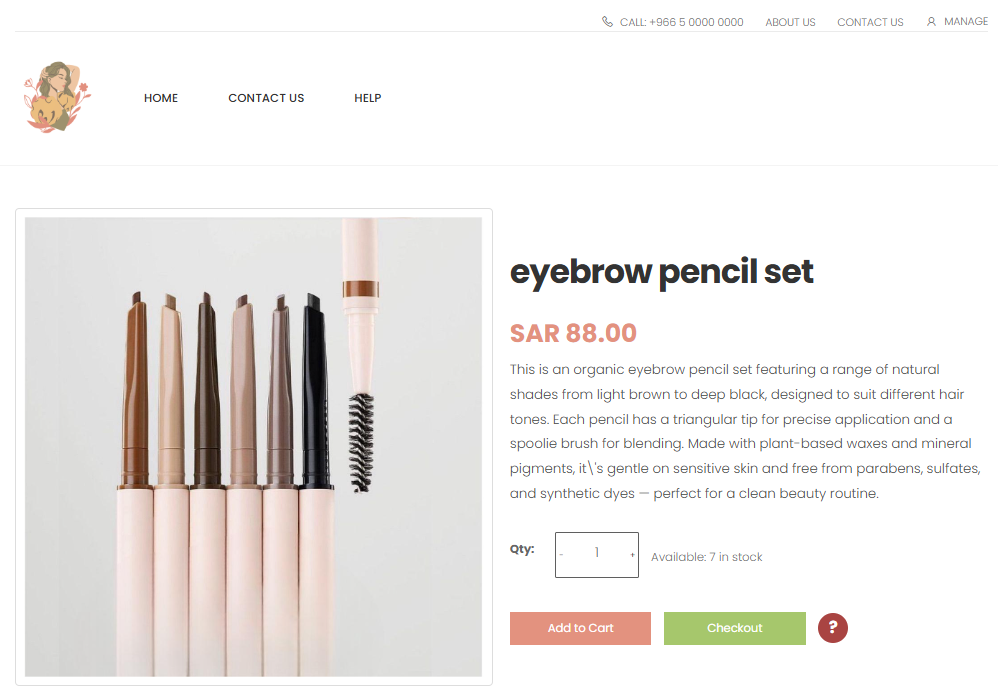 CALL: +966 5 0000 0000 ABOUT US CONTACT US MANAGE
HOME CONTACT US HELP
eyebrow pencil set
SAR 88.00
This is an organic eyebrow pencil set featuring a range of natural
shades from light brown to deep black, designed to suit different hair
tones. Each pencil has a triangular tip for precise application and a
spoolie brush for blending. Made with plant-based waxes and mineral
pigments, it\'s gentle on sensitive skin and free from parabens, sulfates,
and synthetic dyes — perfect for a clean beauty routine.
Qty: - 1 + Available: 7 in stock
Add to Cart Checkout ?